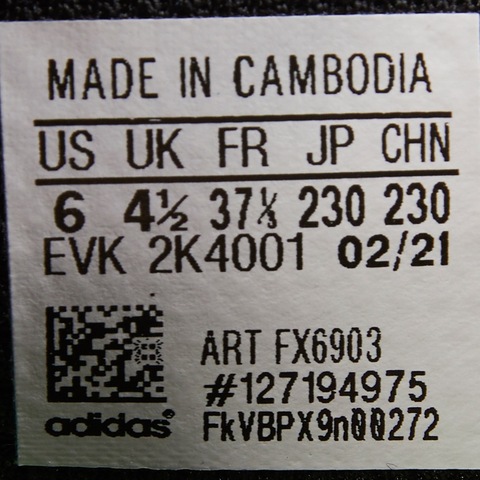 MADE IN CAMBODIA
US UK FR JP CHN
6 4½ 37⅓ 230 230
EVK 2K4001 02/21
ART FX6903
#127194975
adidas® FkVBPX9n00272